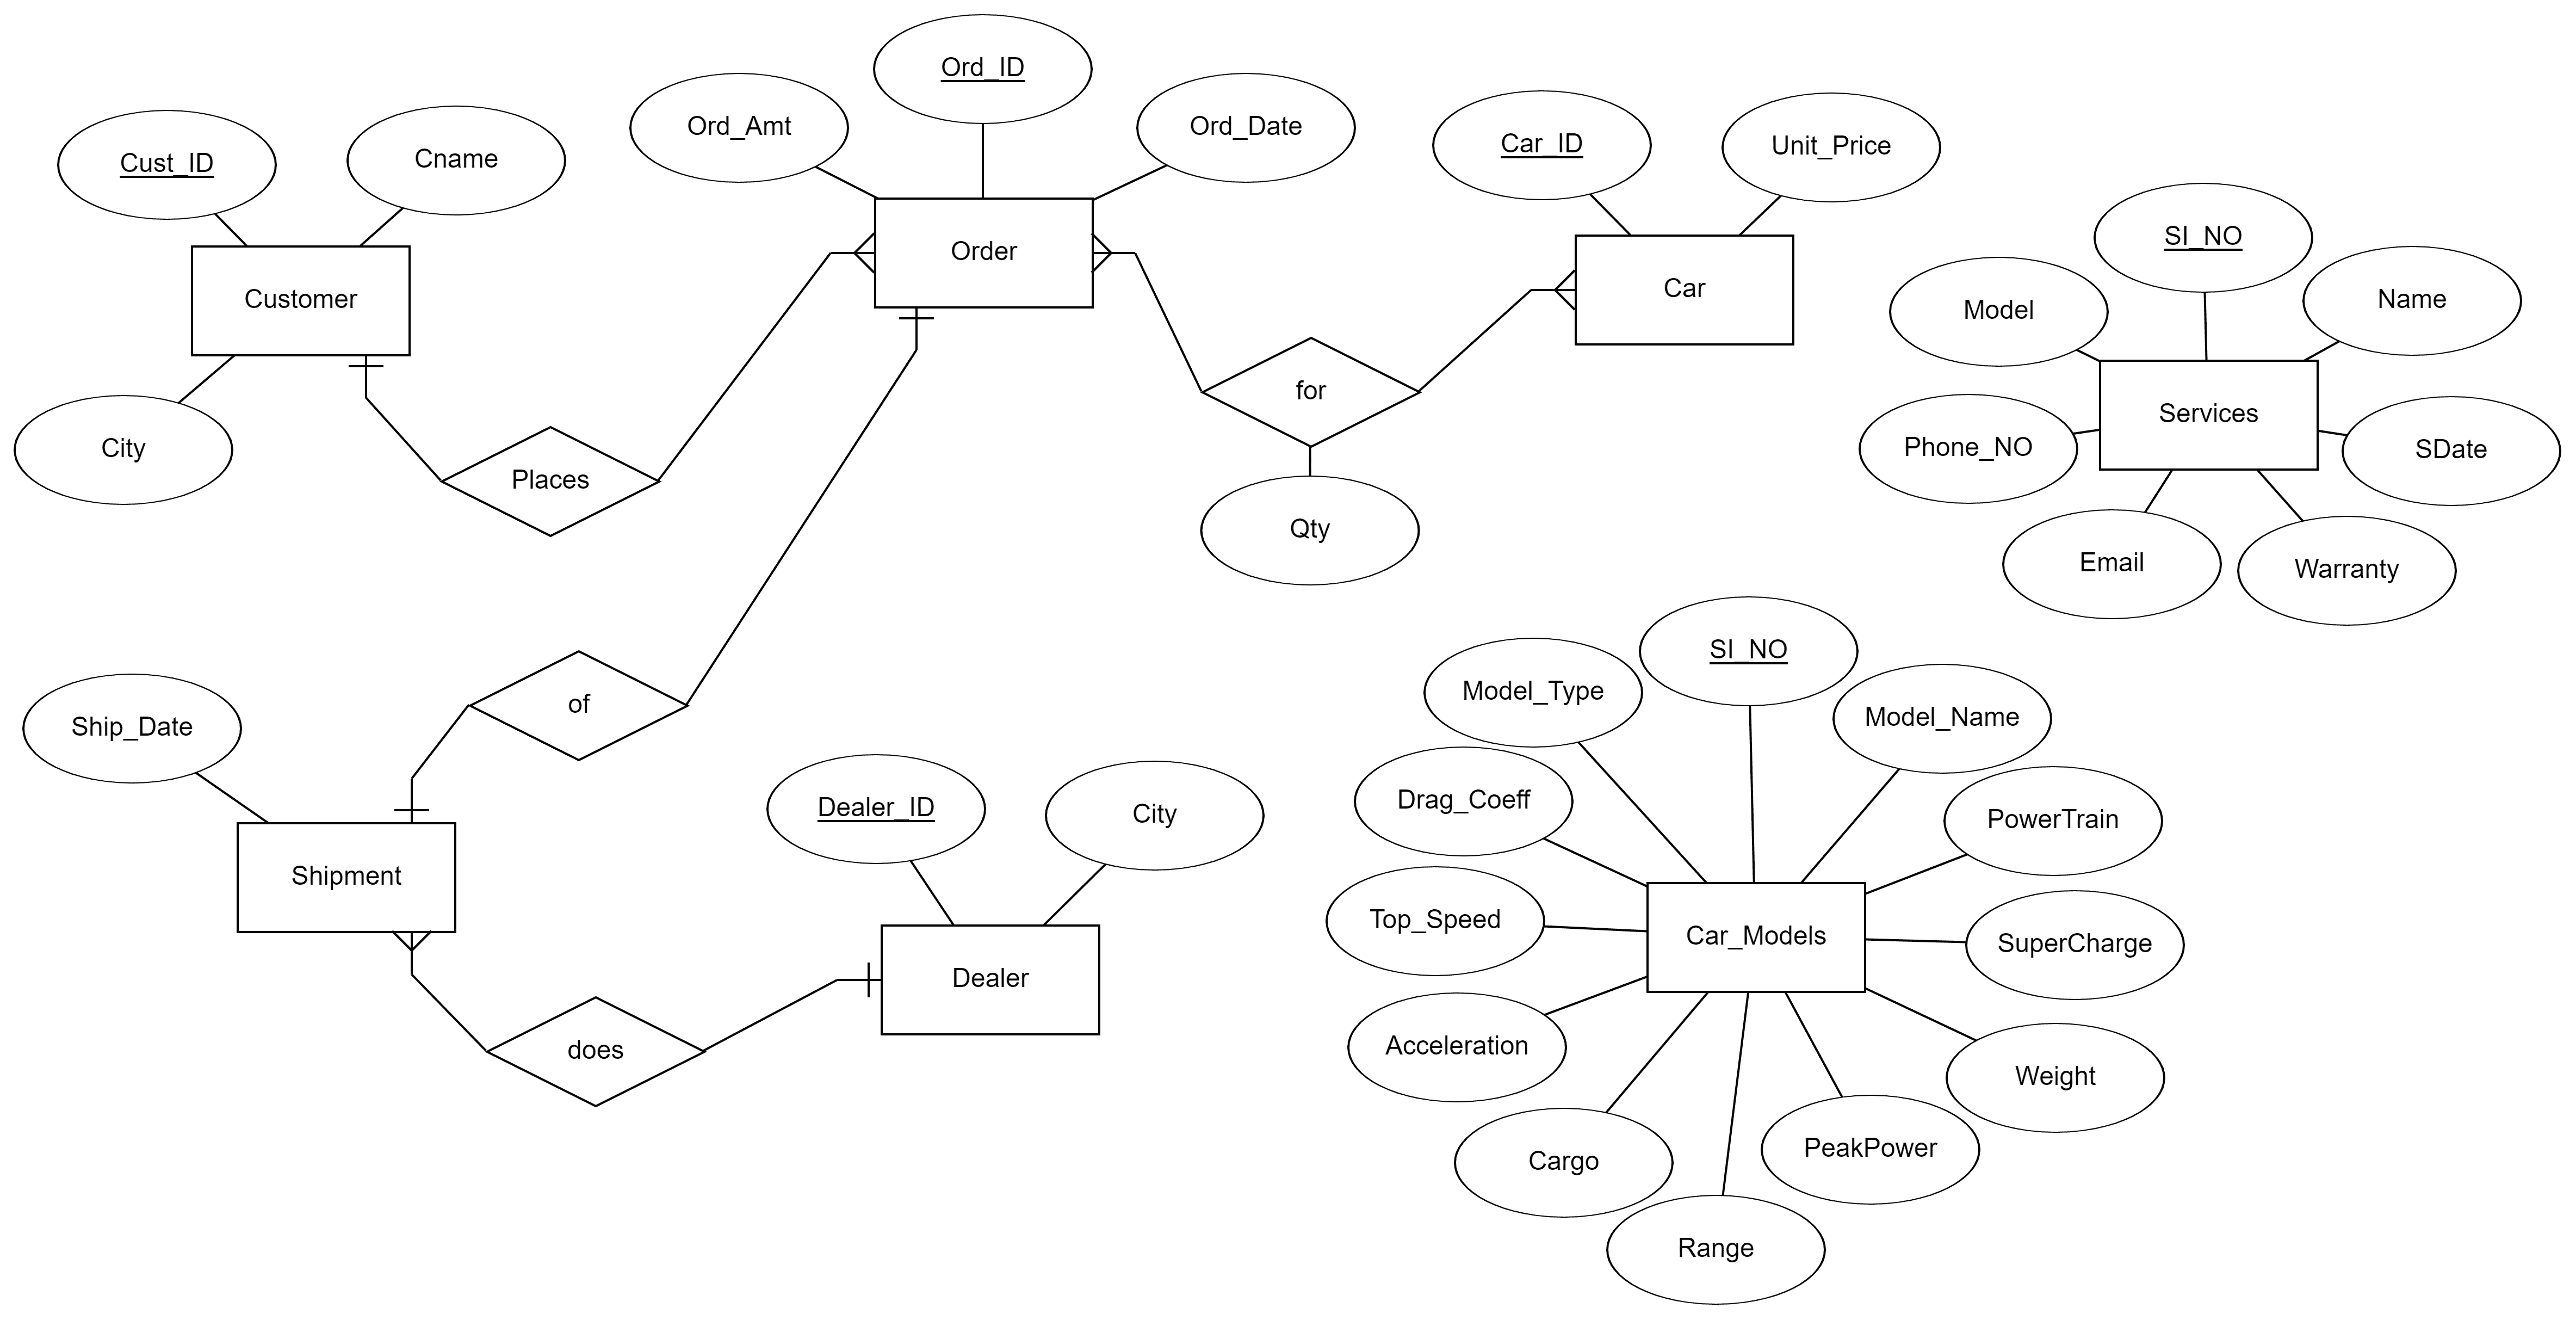 Ord_ID
Ord_Amt
Ord_Date
Cust_ID
Cname
Car_ID
Unit_Price
Order
Customer
Car
SI_NO
Model
Name
Services
for
City
Places
Phone_NO
SDate
Qty
Email
Warranty
SI_NO
Model_Type
Model_Name
of
Ship_Date
Dealer_ID
City
Drag_Coeff
PowerTrain
Shipment
Top_Speed
Car_Models
SuperCharge
Dealer
does
Acceleration
Weight
Cargo
PeakPower
Range